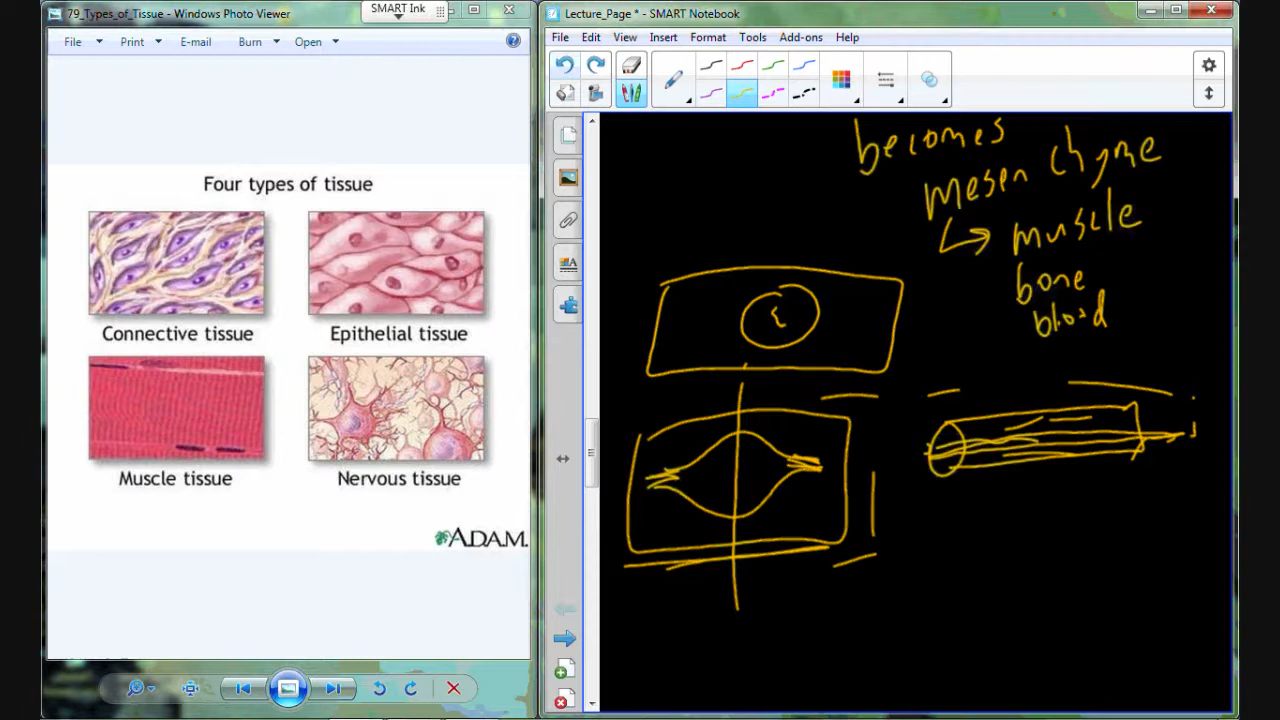 79_Types_of_Tissue - Windows Photo Viewer
SMART Ink
File Print E-mail Burn Open
Four types of tissue
Connective tissue Epithelial tissue
Muscle tissue Nervous tissue
ADAM.
Lecture_Page * - SMART Notebook
File Edit View Insert Format Tools Add-ons Help
becomes
mesen chyme
muscle
bone
blood